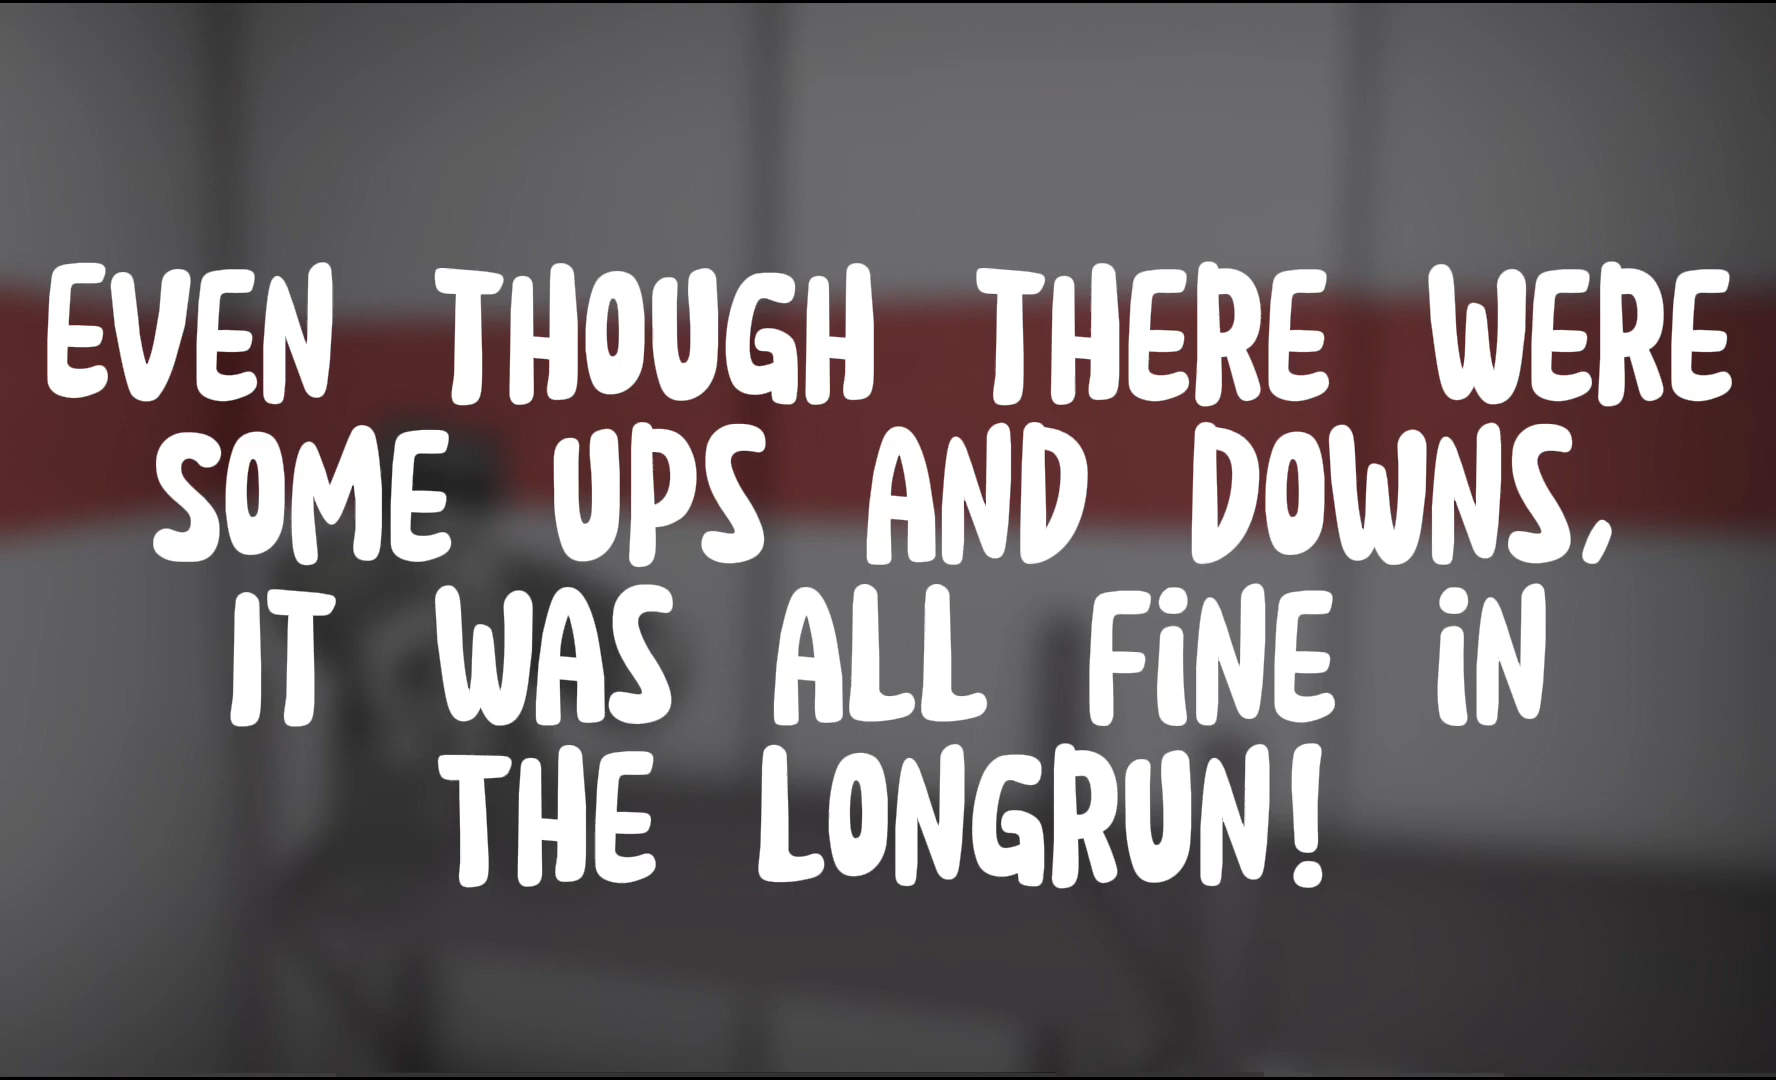 EVEN THOUGH THERE WERE
SOME UPS AND DOWNS,
IT WAS ALL FiNE iN
THE LONGRUN!